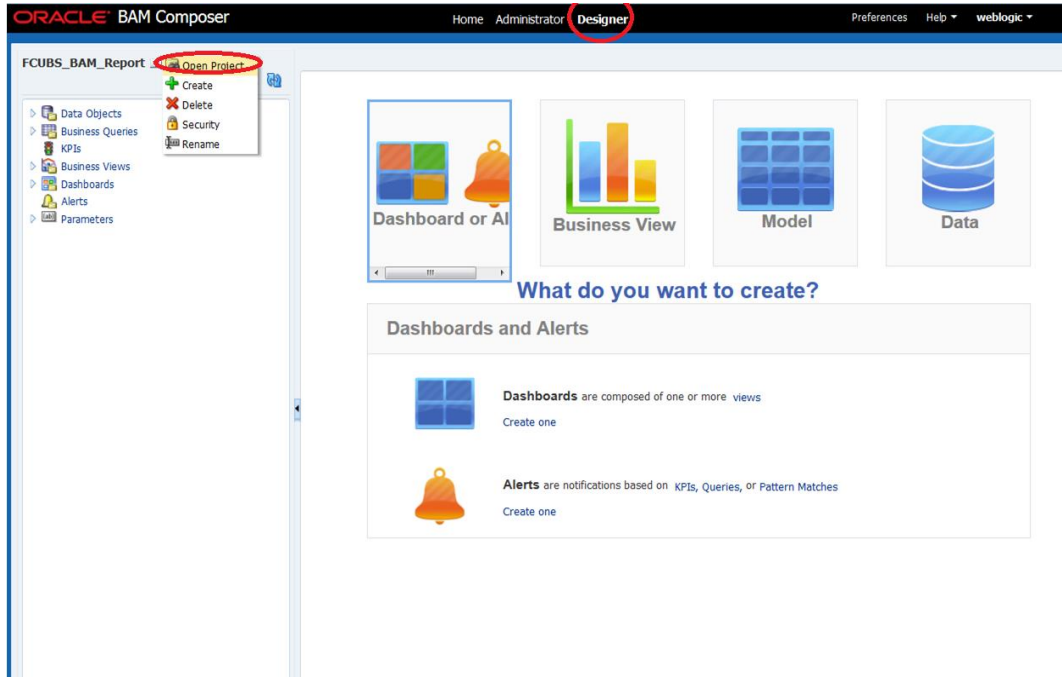 ORACLE® BAM Composer
Home Administrator Designer
Preferences Help weblogic
FCUBS_BAM_Report
Open Project
Create
Delete
Security
Rename
Data Objects
Business Queries
KPIs
Business Views
Dashboards
Alerts
Parameters
Dashboard or Al
Business View
Model
Data
What do you want to create?
Dashboards and Alerts
Dashboards are composed of one or more views
Create one
Alerts are notifications based on KPIs, Queries, or Pattern Matches
Create one